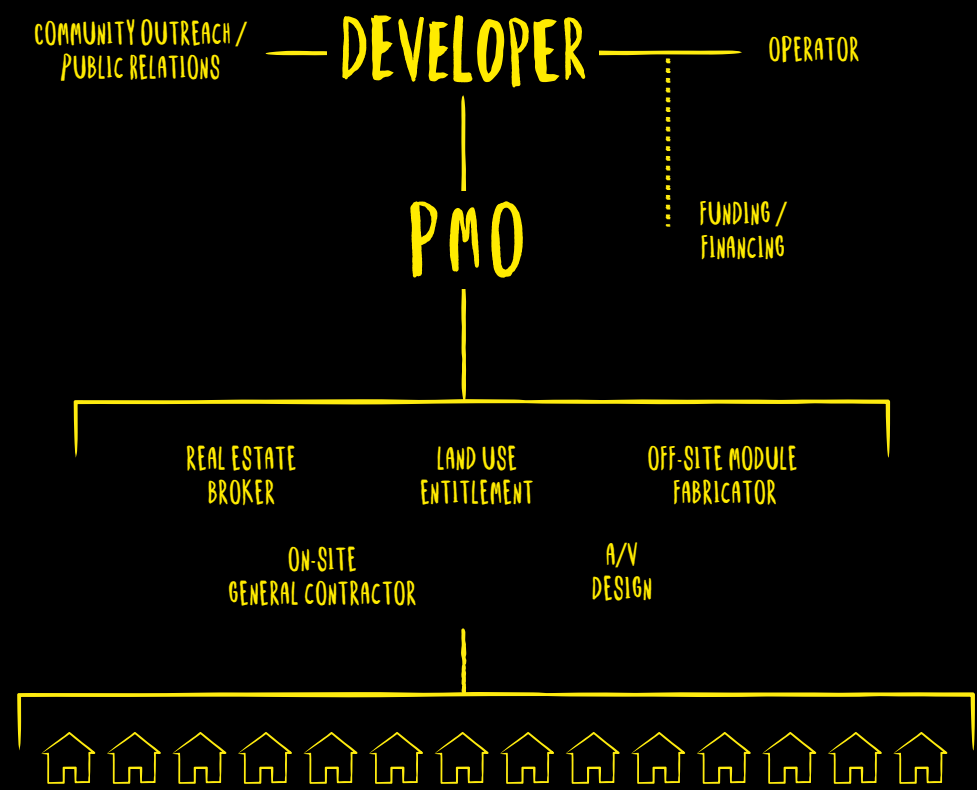 COMMUNITY OUTREACH /
PUBLIC RELATIONS
DEVELOPER
OPERATOR
PMO
FUNDING /
FINANCING
REAL ESTATE
BROKER
LAND USE
ENTITLEMENT
OFF-SITE MODULE
FABRICATOR
ON-SITE
GENERAL CONTRACTOR
A/V
DESIGN